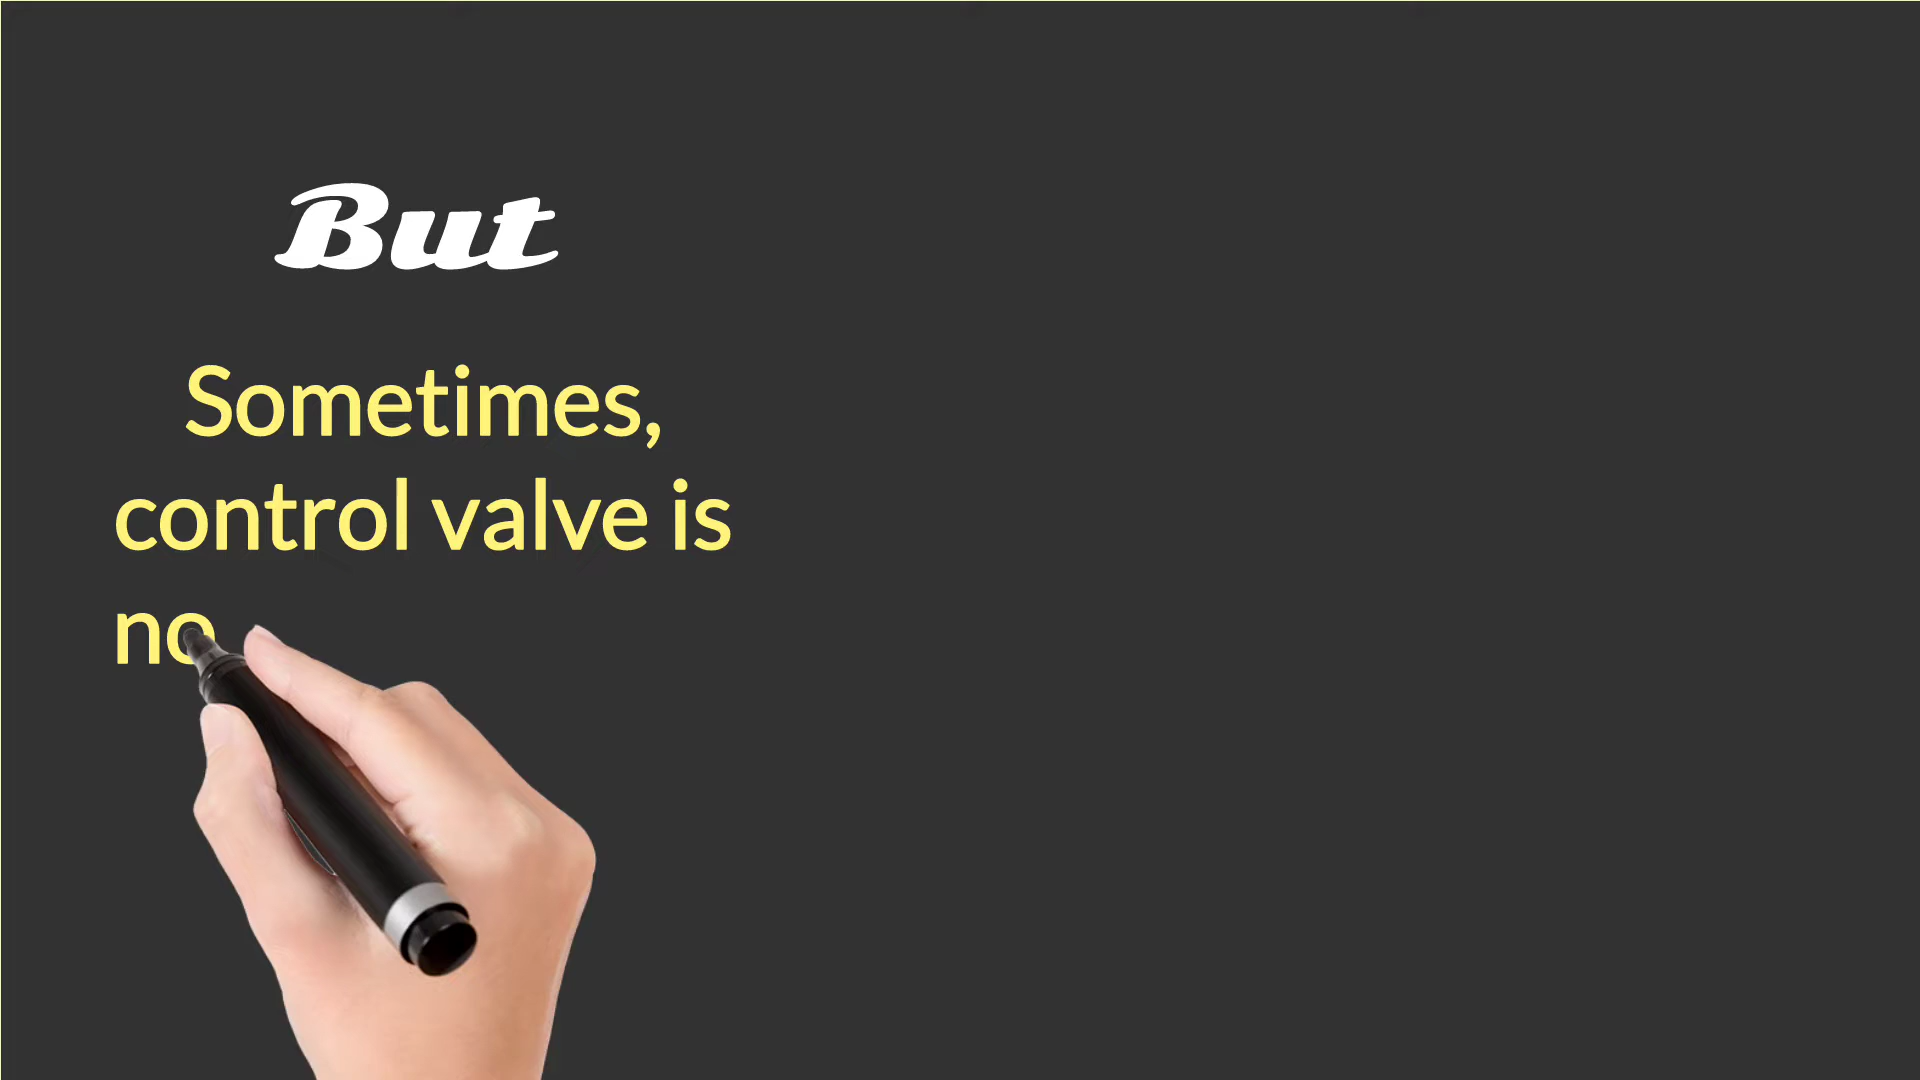 But
Sometimes,
control valve is
no